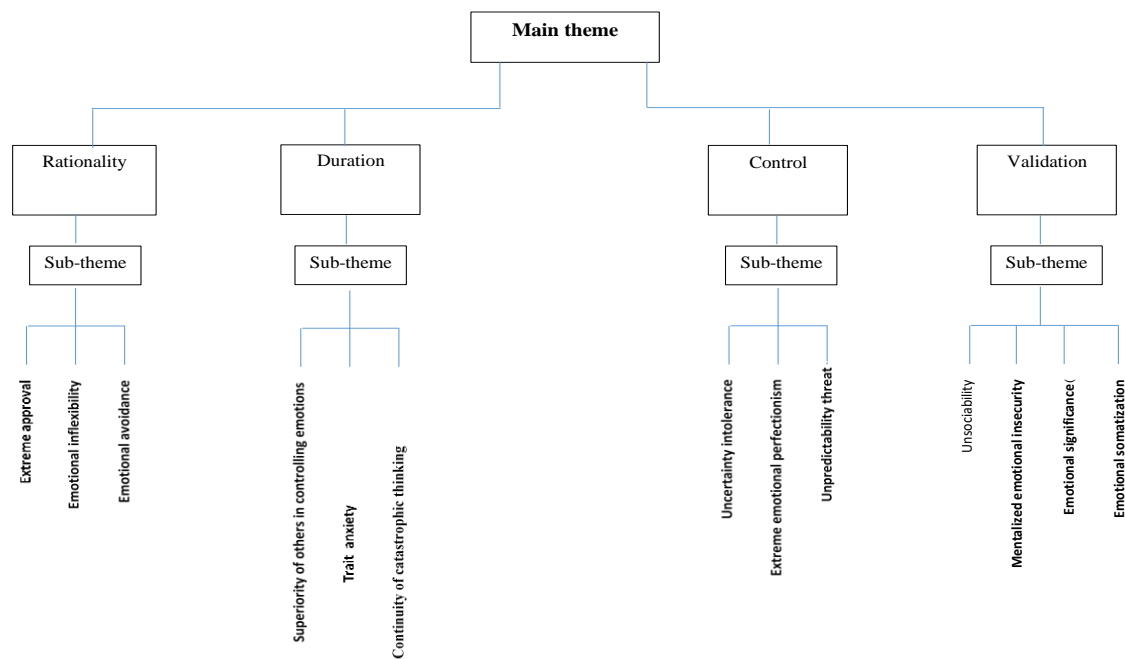 Main theme
Rationality
Duration
Control
Validation
Sub-theme
Sub-theme
Sub-theme
Sub-theme
Extreme approval
Emotional inflexibility
Emotional avoidance
Superiority of others in controlling emotions
Trait anxiety
Continuity of catastrophic thinking
Uncertainty intolerance
Extreme emotional perfectionism
Unpredictability threat
Unsociability
Mentalized emotional insecurity
Emotional significance(
Emotional somatization